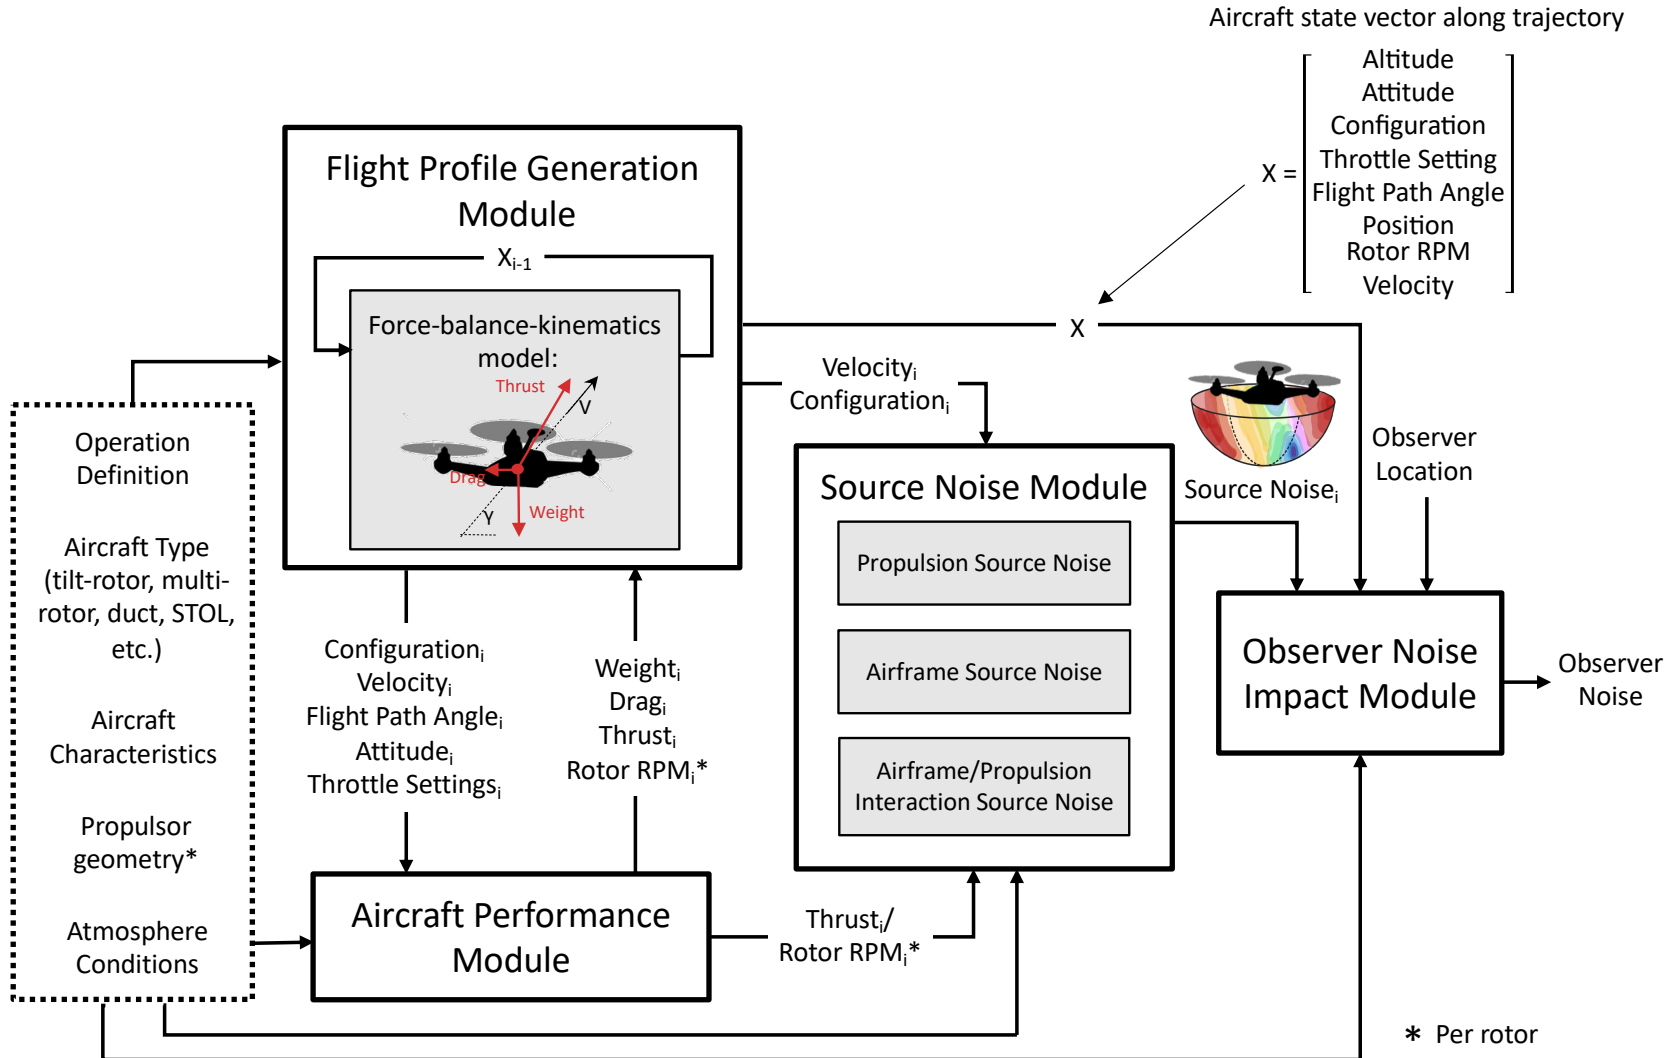 Aircraft state vector along trajectory
X =
Altitude
Attitude
Configuration
Throttle Setting
Flight Path Angle
Position
Rotor RPM
Velocity
Flight Profile Generation
Module
Xi-1
Force-balance-kinematics
model:
Thrust
V
Drag
γ
Weight
X
Velocityi
Configurationi
Operation
Definition
Aircraft Type
(tilt-rotor, multi-
rotor, duct, STOL,
etc.)
Aircraft
Characteristics
Propulsor
geometry*
Atmosphere
Conditions
Configurationi
Velocityi
Flight Path Anglei
Attitudei
Throttle Settingsi
Weighti
Dragi
Thrusti
Rotor RPMi*
Aircraft Performance
Module
Thrusti/
Rotor RPMi*
Source Noise Module
Propulsion Source Noise
Airframe Source Noise
Airframe/Propulsion
Interaction Source Noise
Source Noisei
Observer
Location
Observer Noise
Impact Module
Observer
Noise
* Per rotor